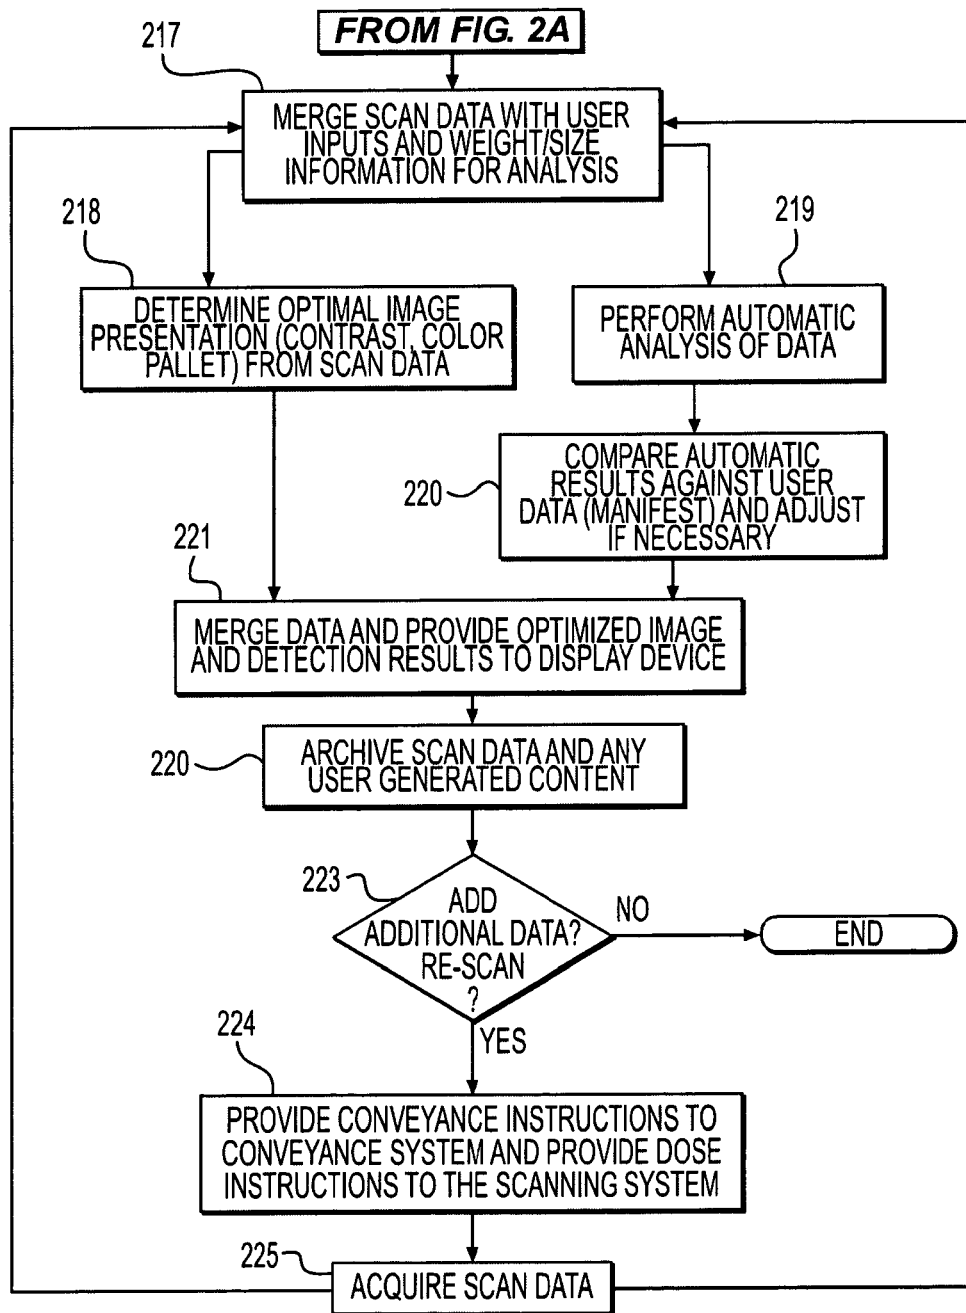 FROM FIG. 2A
217
MERGE SCAN DATA WITH USER
INPUTS AND WEIGHT/SIZE
INFORMATION FOR ANALYSIS
218
DETERMINE OPTIMAL IMAGE
PRESENTATION (CONTRAST, COLOR
PALLET) FROM SCAN DATA
219
PERFORM AUTOMATIC
ANALYSIS OF DATA
220
COMPARE AUTOMATIC
RESULTS AGAINST USER
DATA (MANIFEST) AND ADJUST
IF NECESSARY
221
MERGE DATA AND PROVIDE OPTIMIZED IMAGE
AND DETECTION RESULTS TO DISPLAY DEVICE
220
ARCHIVE SCAN DATA AND ANY
USER GENERATED CONTENT
223
ADD
ADDITIONAL DATA?
RE-SCAN
?
NO
END
YES
224
PROVIDE CONVEYANCE INSTRUCTIONS TO
CONVEYANCE SYSTEM AND PROVIDE DOSE
INSTRUCTIONS TO THE SCANNING SYSTEM
225
ACQUIRE SCAN DATA